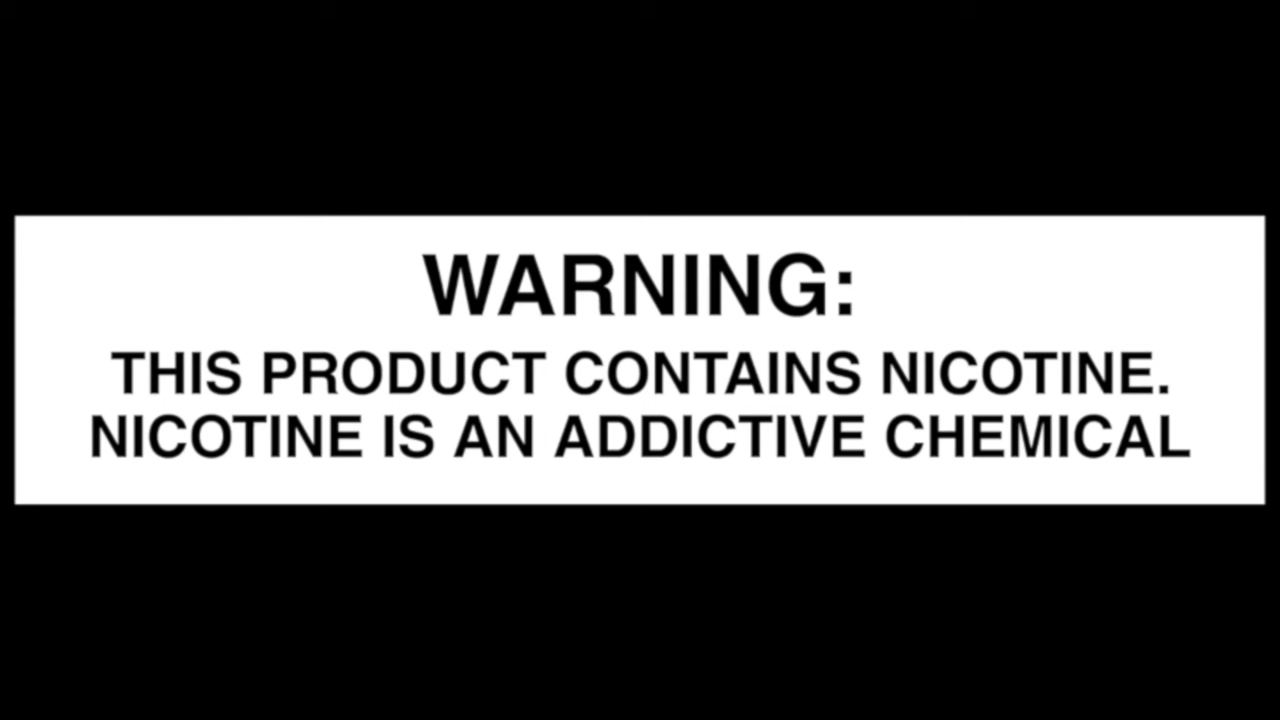 WARNING:
THIS PRODUCT CONTAINS NICOTINE.
NICOTINE IS AN ADDICTIVE CHEMICAL